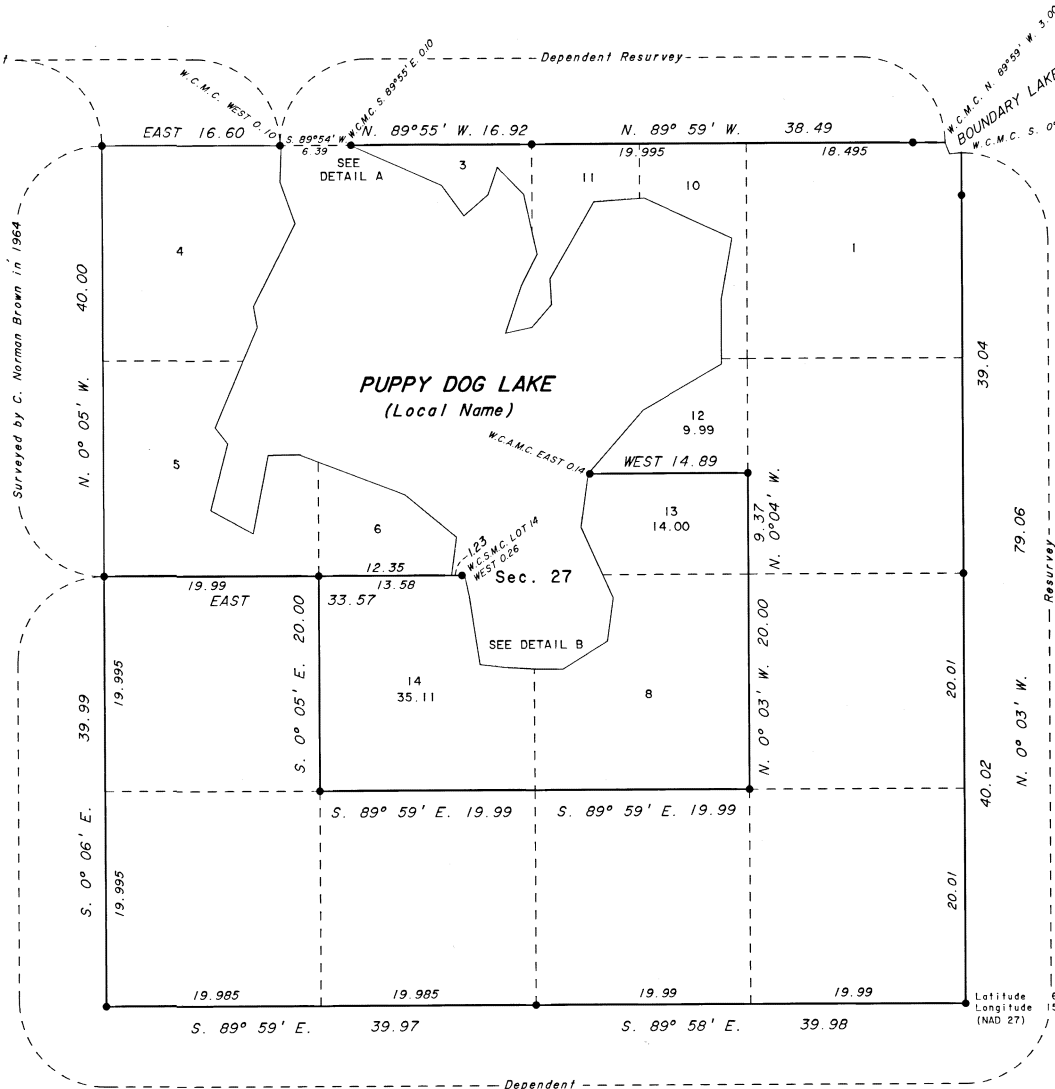 t
Dependent Resurvey
W.C.M.C. WEST 0.10
W.C.M.C. S. 89°55' E. 0.10
W.C.M.C. N. 89°59' W. 3.00
BOUNDARY LAKE
W.C.M.C. S. 0°
EAST 16.60
S. 89°54' W.
6.39
N. 89°55' W. 16.92
N. 89°59' W. 38.49
19.995
18.495
SEE
DETAIL A
3
11
10
4
1
Surveyed by C. Norman Brown in 1964
N. 0° 05' W. 40.00
39.04
PUPPY DOG LAKE
(Local Name)
12
9.99
W.C.A.M.C. EAST 0.14
WEST 14.89
5
6
13
14.00
9.37
N. 0°04' W.
79.06
N. 0° 03' W.
Resurvey
1.23
W.C.S.M.C. LOT 14
WEST 0.26
12.35
Sec. 27
19.99
13.58
EAST 33.57
SEE DETAIL B
S. 0° 05' E. 20.00
14
35.11
8
N. 0° 03' W. 20.00
20.01
19.995
39.99
S. 0° 06' E.
40.02
S. 89° 59' E. 19.99
S. 89° 59' E. 19.99
19.995
20.01
19.985
19.985
19.99
19.99
S. 89° 59' E. 39.97
S. 89° 58' E. 39.98
Latitude 6
Longitude 15
(NAD 27)
Dependent